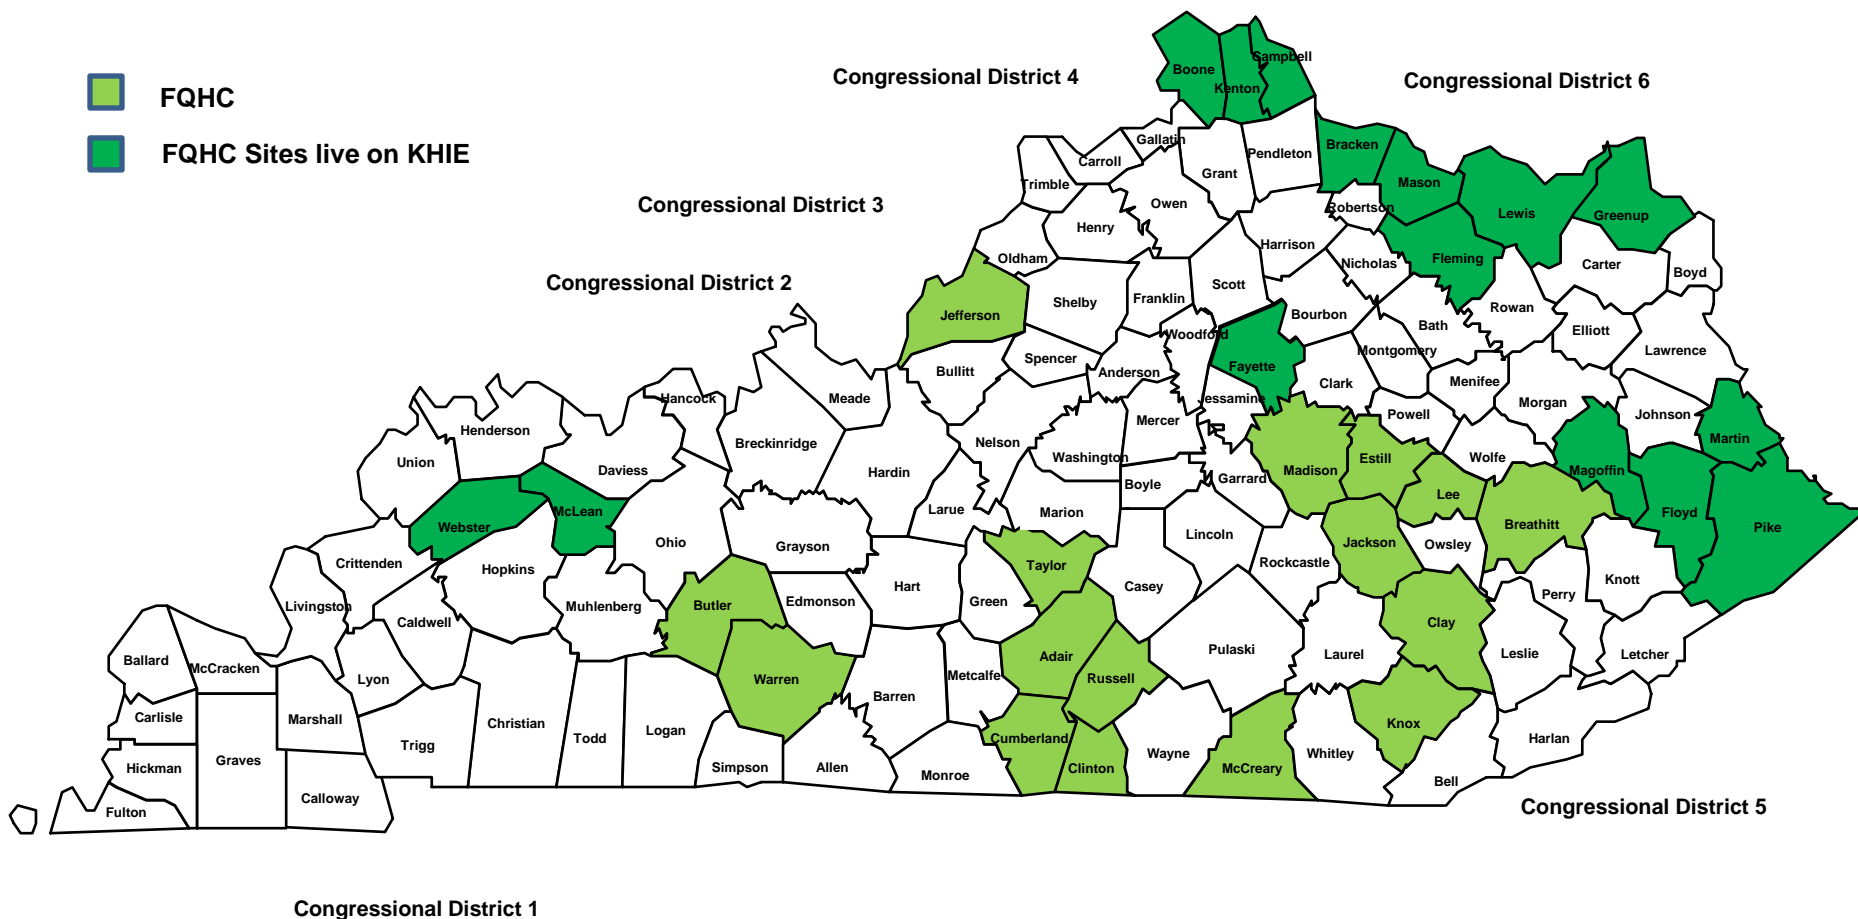 FQHC
FQHC Sites live on KHIE
Congressional District 4
Congressional District 6
Congressional District 3
Congressional District 2
Congressional District 5
Congressional District 1
Boone
Kenton
Campbell
Gallatin
Carroll
Trimble
Grant
Pendleton
Bracken
Mason
Robertson
Lewis
Greenup
Owen
Henry
Oldham
Harrison
Nicholas
Fleming
Carter
Boyd
Jefferson
Shelby
Franklin
Scott
Bourbon
Bath
Rowan
Elliott
Lawrence
Woodford
Fayette
Montgomery
Spencer
Bullitt
Anderson
Clark
Menifee
Morgan
Johnson
Martin
Jessamine
Powell
Meade
Hancock
Breckinridge
Henderson
Union
Daviess
Hardin
Nelson
Washington
Mercer
Boyle
Garrard
Madison
Estill
Wolfe
Magoffin
Lee
Breathitt
Floyd
Pike
Webster
McLean
Larue
Marion
Lincoln
Ohio
Grayson
Jackson
Owsley
Rockcastle
Knott
Crittenden
Hopkins
Livingston
Caldwell
Muhlenberg
Butler
Edmonson
Hart
Green
Taylor
Casey
Perry
Clay
Leslie
Letcher
Ballard
McCracken
Lyon
Warren
Barren
Metcalfe
Adair
Russell
Pulaski
Laurel
Carlisle
Marshall
Trigg
Christian
Todd
Logan
Knox
Harlan
Hickman
Graves
Simpson
Allen
Monroe
Cumberland
Clinton
Wayne
McCreary
Whitley
Bell
Fulton
Calloway